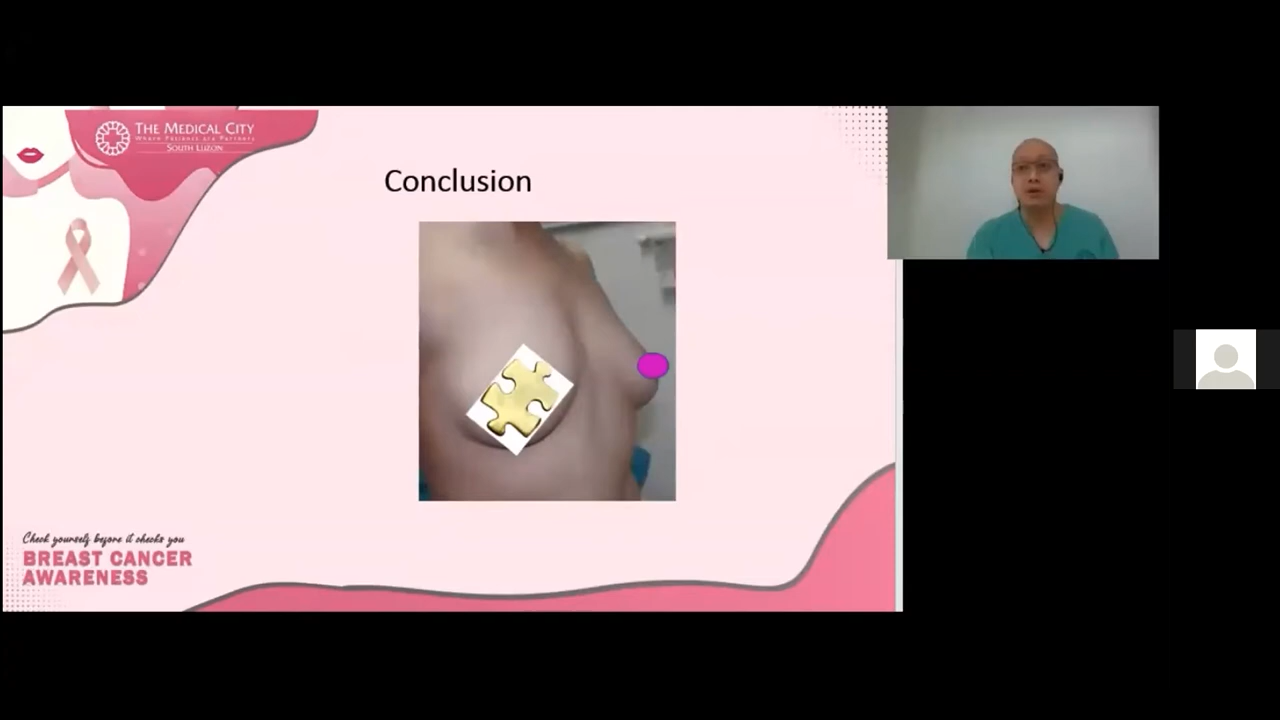 THE MEDICAL CITY
Where Patients are Partners
SOUTH LUZON
Conclusion
Check yourself before it checks you
BREAST CANCER
AWARENESS